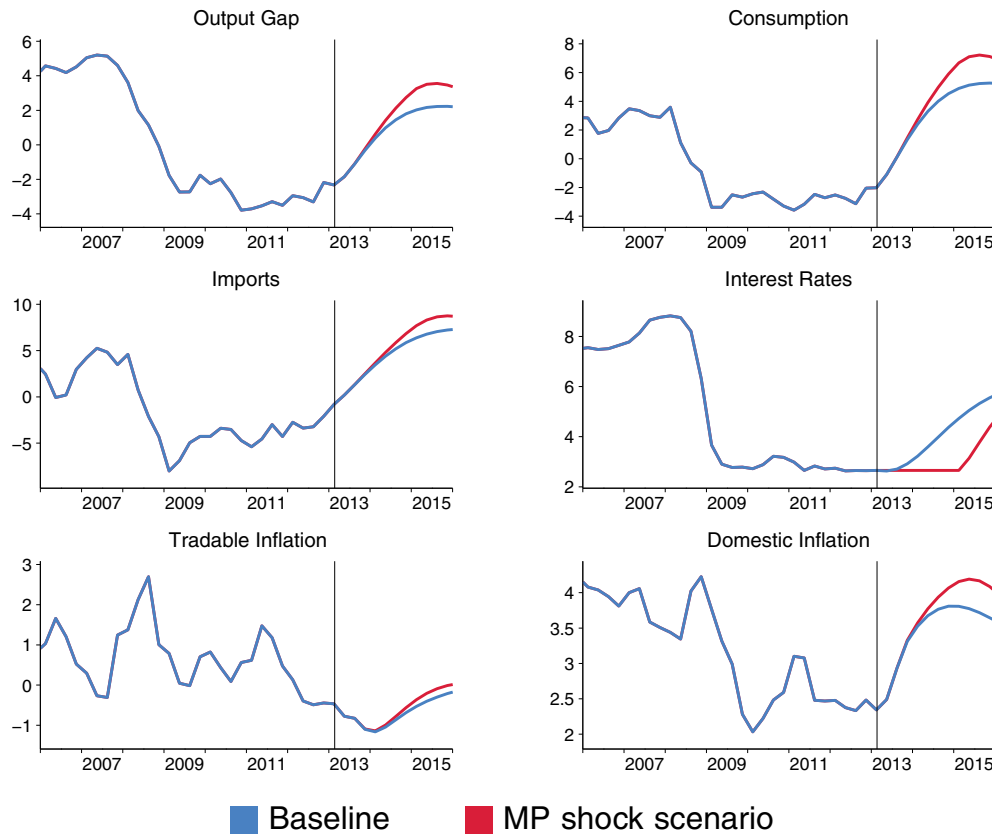 Output Gap
6
4
2
0
−2
−4
2007 2009 2011 2013 2015
Consumption
8
6
4
2
0
−2
−4
2007 2009 2011 2013 2015
Imports
10
5
0
−5
2007 2009 2011 2013 2015
Interest Rates
8
6
4
2
2007 2009 2011 2013 2015
Tradable Inflation
3
2
1
0
−1
2007 2009 2011 2013 2015
Domestic Inflation
4
3.5
3
2.5
2
2007 2009 2011 2013 2015
Baseline MP shock scenario